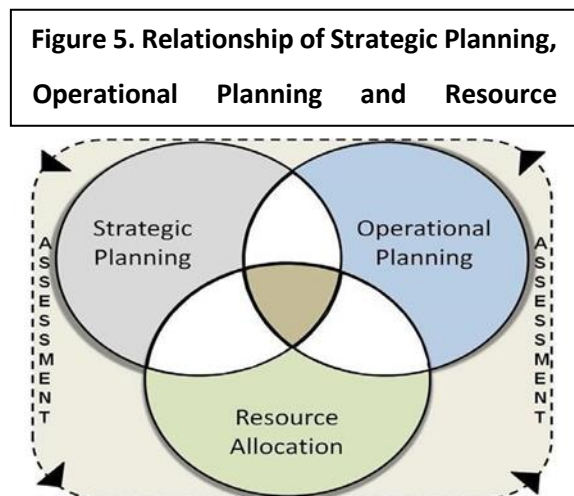 Figure 5. Relationship of Strategic Planning,
Operational Planning and Resource
Strategic
Planning
Operational
Planning
ASSESSMENT
ASSESSMENT
Resource
Allocation